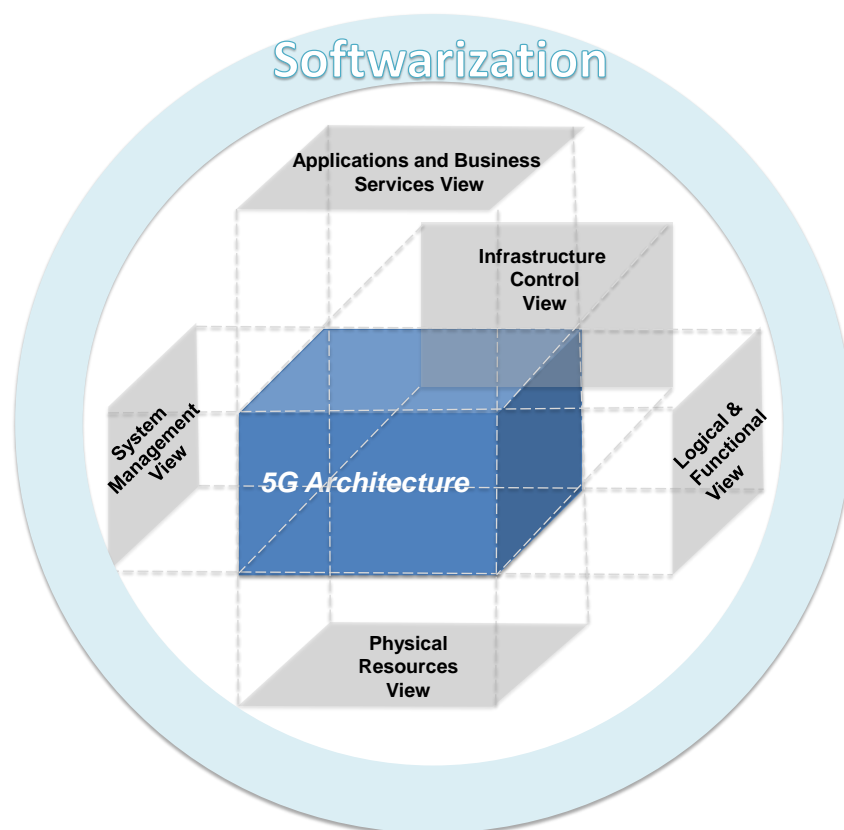 Softwarization
Applications and Business
Services View
Infrastructure
Control
View
System
Management
View
5G Architecture
Logical &
Functional
View
Physical
Resources
View